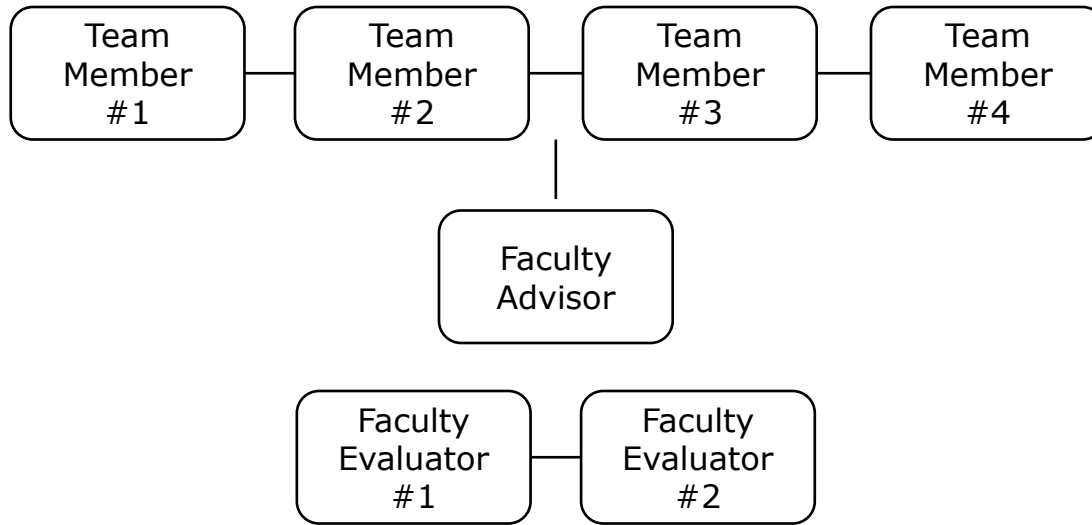 Team
Member
#1
Team
Member
#2
Team
Member
#3
Team
Member
#4
Faculty
Advisor
Faculty
Evaluator
#1
Faculty
Evaluator
#2